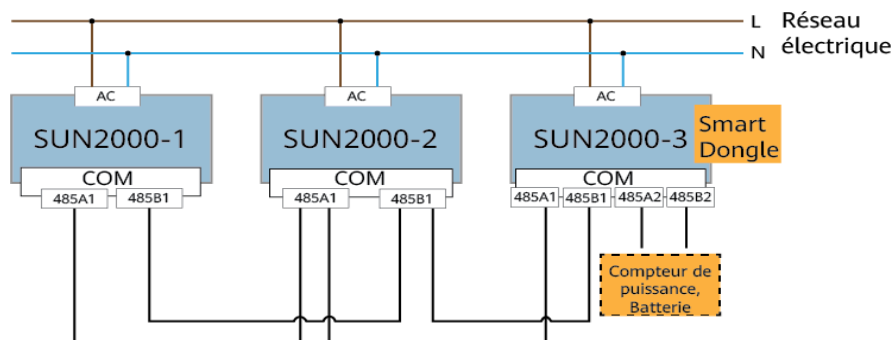 L
Réseau
électrique
N
AC
AC
AC
SUN2000-1
SUN2000-2
SUN2000-3
Smart
Dongle
COM
COM
COM
485A1
485B1
485A1
485B1
485A1
485B1
485A2
485B2
Compteur de
puissance,
Batterie